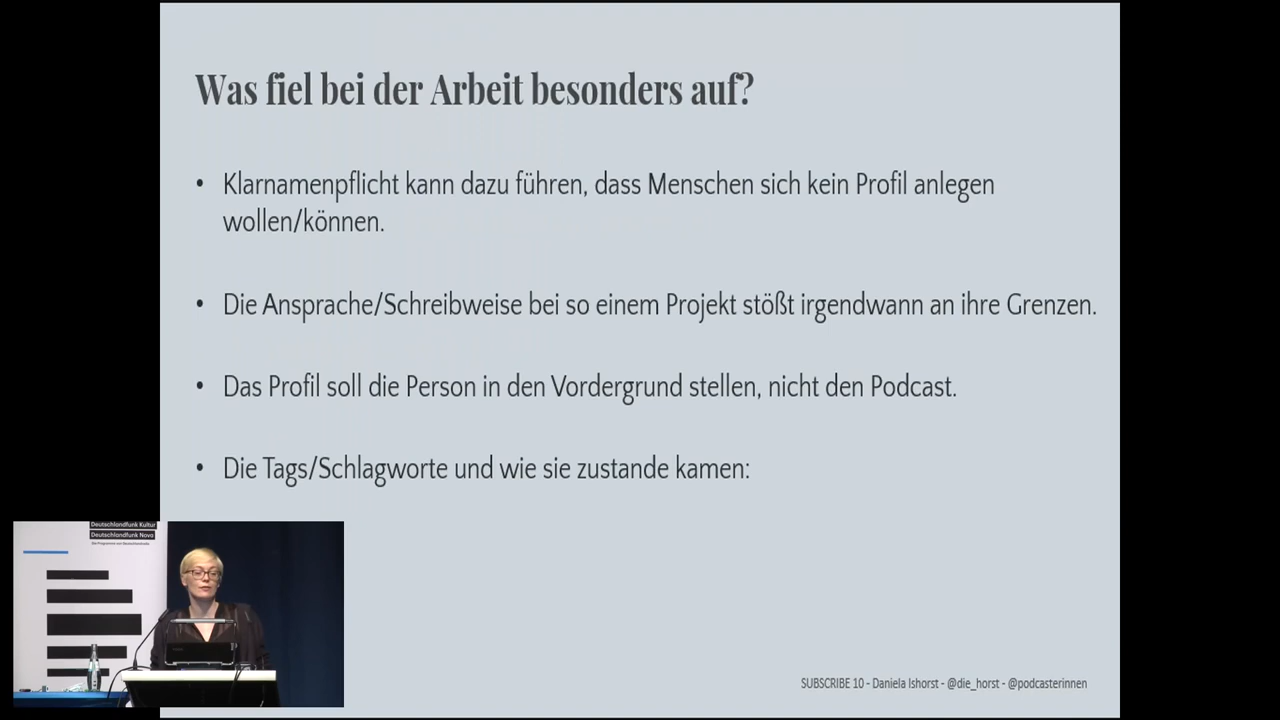 Was fiel bei der Arbeit besonders auf?
• Klarnamenpflicht kann dazu führen, dass Menschen sich kein Profil anlegen
wollen/können.
• Die Ansprache/Schreibweise bei so einem Projekt stößt irgendwann an ihre Grenzen.
• Das Profil soll die Person in den Vordergrund stellen, nicht den Podcast.
• Die Tags/Schlagworte und wie sie zustande kamen:
Deutschlandfunk Kultur
Deutschlandfunk Nova
SUBSCRIBE 10 - Daniela Ishorst - @die_horst - @podcasterinnen